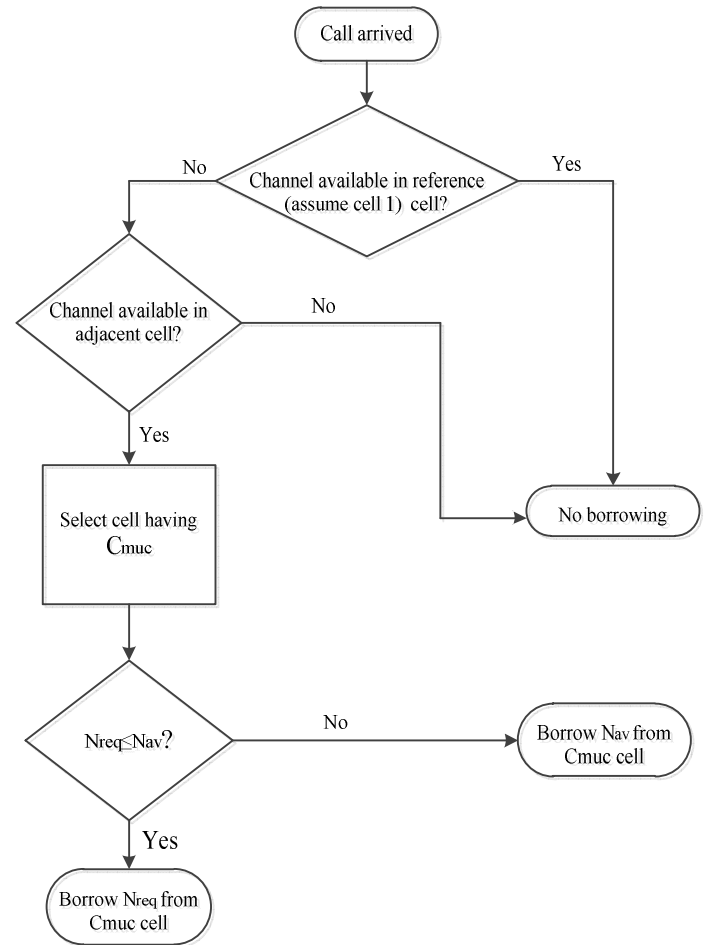 Call arrived
No
Yes
Channel available in reference
(assume cell 1) cell?
Channel available in
adjacent cell?
No
Yes
Select cell having
Cmuc
No borrowing
Nreq≤Nav?
No
Borrow Nav from
Cmuc cell
Yes
Borrow Nreq from
Cmuc cell